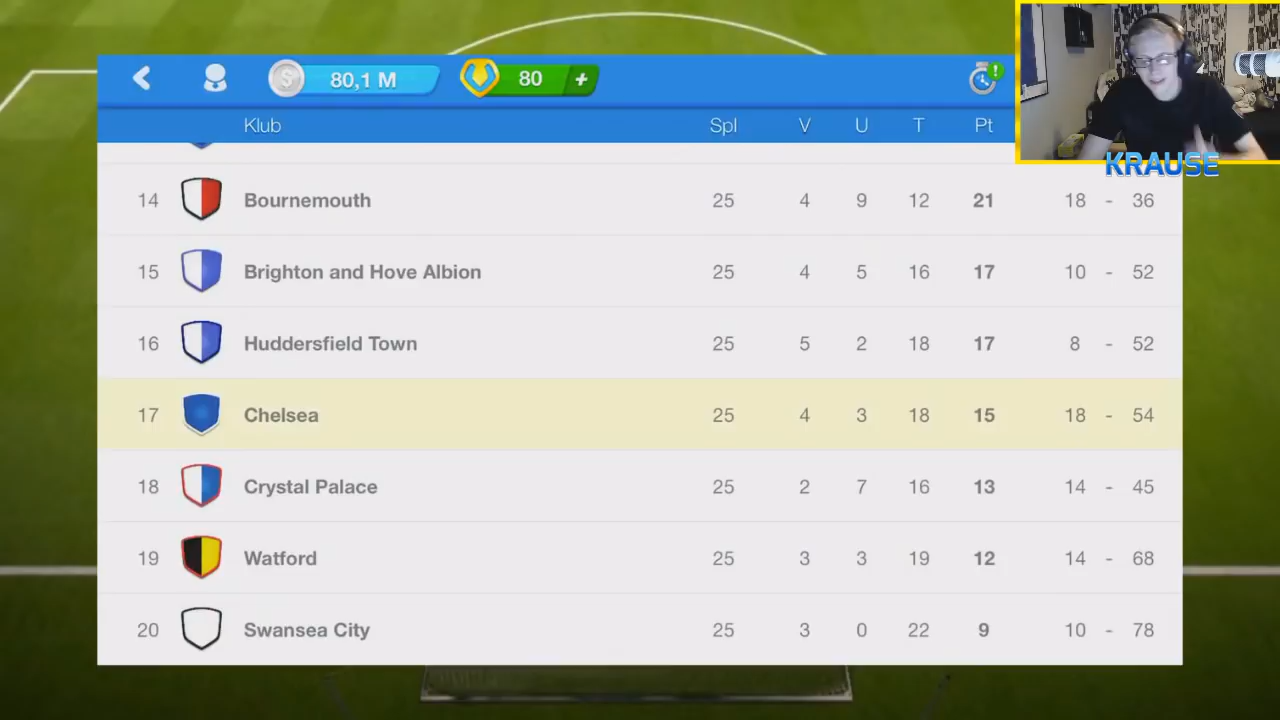 80,1 M 80 +
Klub Spl V U T Pt
14 Bournemouth 25 4 9 12 21 18 - 36
15 Brighton and Hove Albion 25 4 5 16 17 10 - 52
16 Huddersfield Town 25 5 2 18 17 8 - 52
17 Chelsea 25 4 3 18 15 18 - 54
18 Crystal Palace 25 2 7 16 13 14 - 45
19 Watford 25 3 3 19 12 14 - 68
20 Swansea City 25 3 0 22 9 10 - 78
KRAUSE